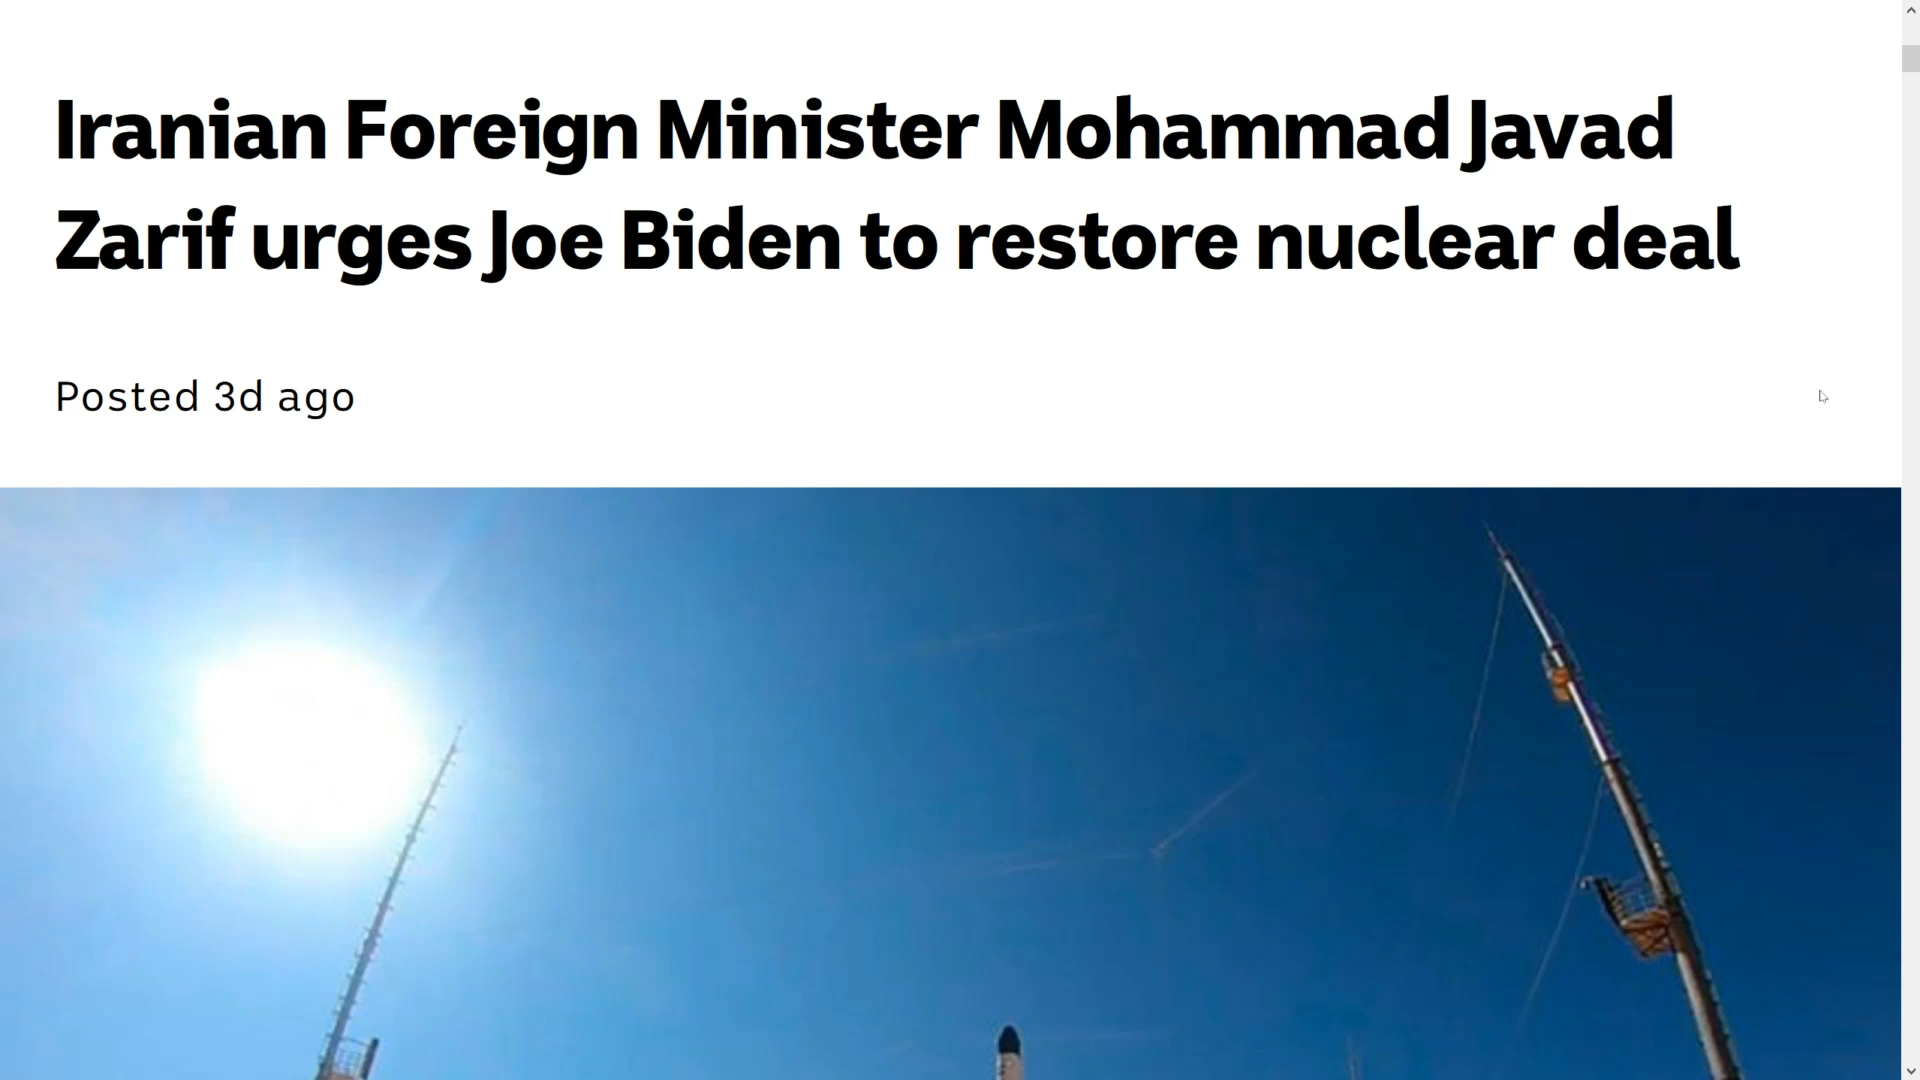 Iranian Foreign Minister Mohammad Javad
Zarif urges Joe Biden to restore nuclear deal
Posted 3d ago